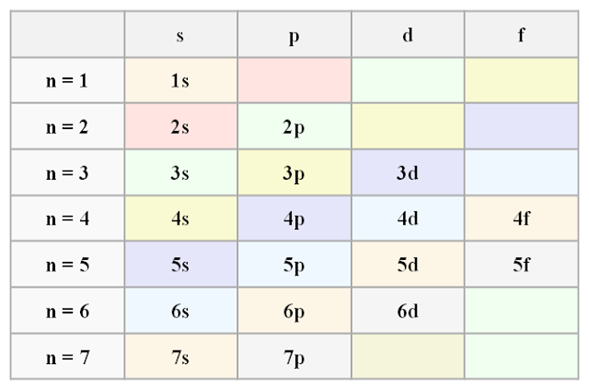 s p d f
n = 1 1s
n = 2 2s 2p
n = 3 3s 3p 3d
n = 4 4s 4p 4d 4f
n = 5 5s 5p 5d 5f
n = 6 6s 6p 6d
n = 7 7s 7p